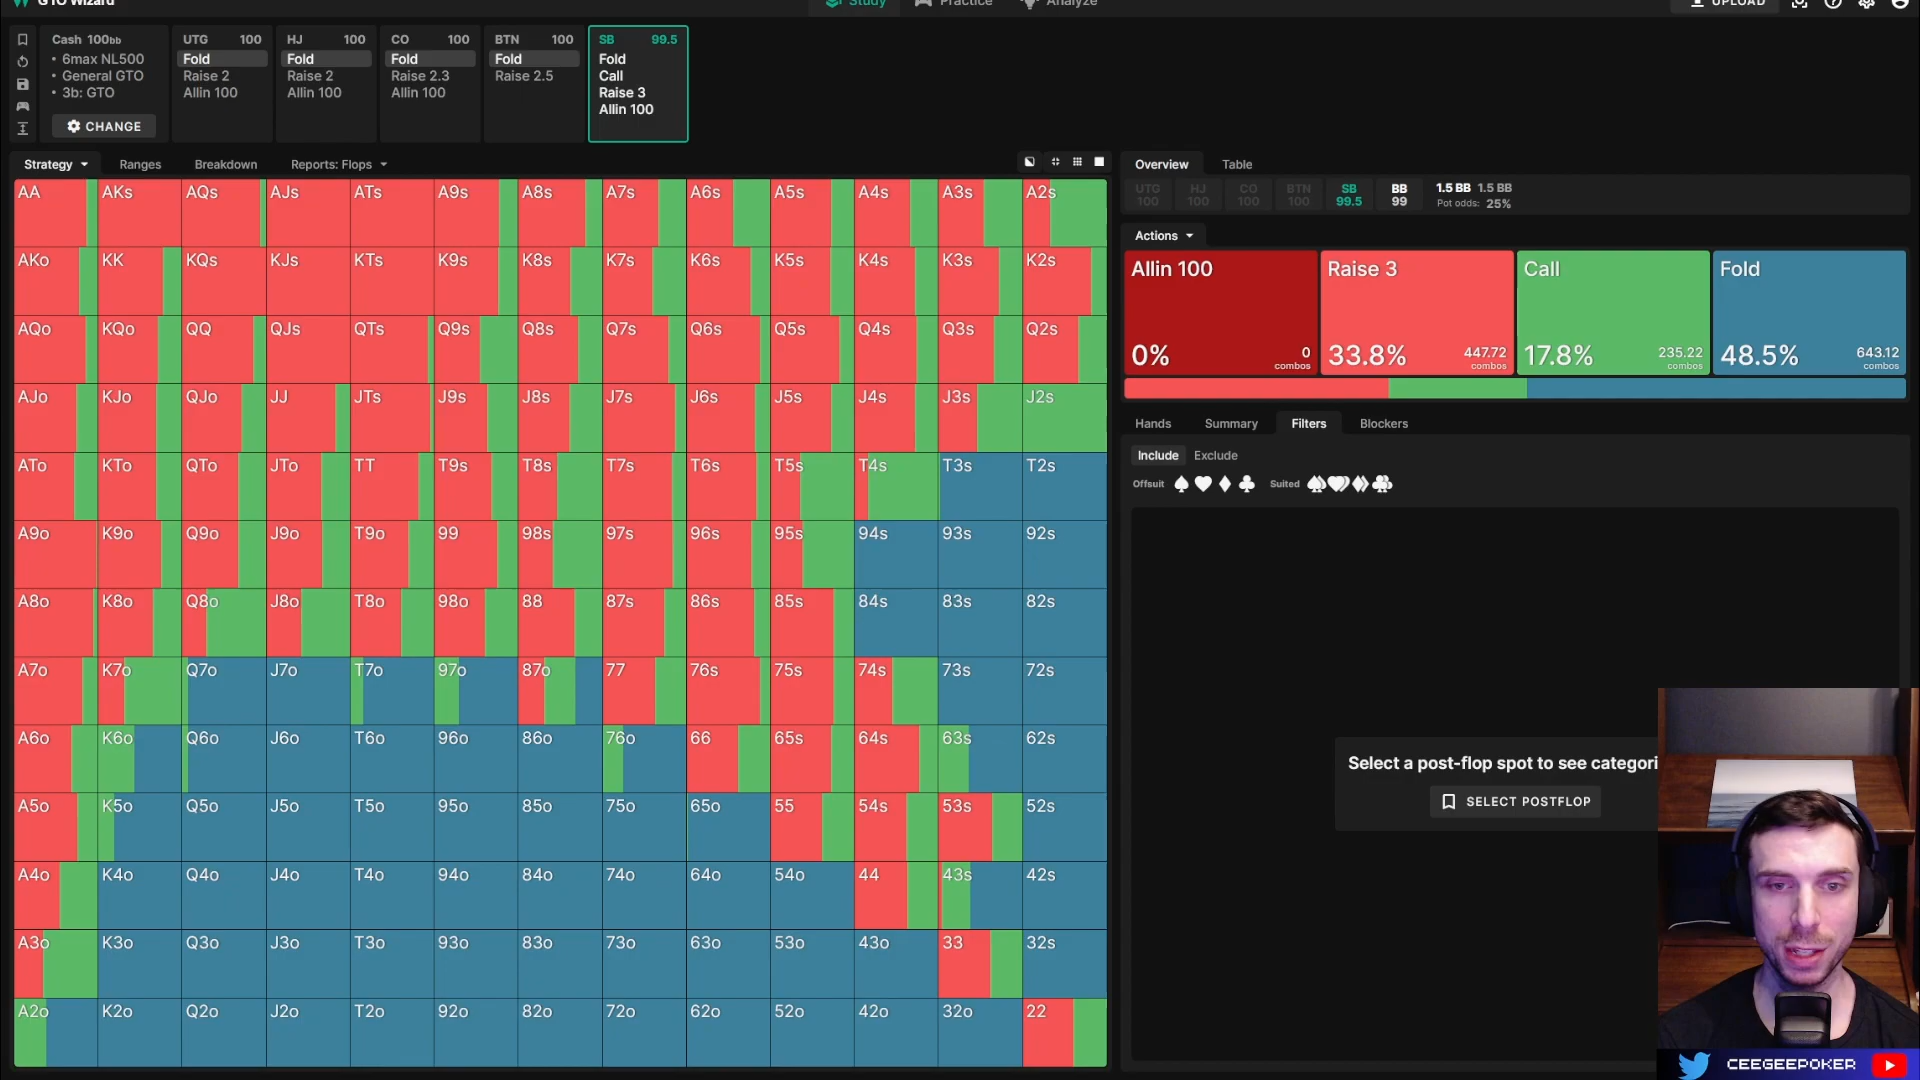 GTO Wizard
Study Practice Analyze UPLOAD
Cash 100bb
• 6max NL500
• General GTO
• 3b: GTO
CHANGE
UTG 100
Fold
Raise 2
Allin 100
HJ 100
Fold
Raise 2
Allin 100
CO 100
Fold
Raise 2.3
Allin 100
BTN 100
Fold
Raise 2.5
SB 99.5
Fold
Call
Raise 3
Allin 100
Strategy Ranges Breakdown Reports: Flops
AA AKs AQs AJs ATs A9s A8s A7s A6s A5s A4s A3s A2s
AKo KK KQs KJs KTs K9s K8s K7s K6s K5s K4s K3s K2s
AQo KQo QQ QJs QTs Q9s Q8s Q7s Q6s Q5s Q4s Q3s Q2s
AJo KJo QJo JJ JTs J9s J8s J7s J6s J5s J4s J3s J2s
ATo KTo QTo JTo TT T9s T8s T7s T6s T5s T4s T3s T2s
A9o K9o Q9o J9o T9o 99 98s 97s 96s 95s 94s 93s 92s
A8o K8o Q8o J8o T8o 98o 88 87s 86s 85s 84s 83s 82s
A7o K7o Q7o J7o T7o 97o 87o 77 76s 75s 74s 73s 72s
A6o K6o Q6o J6o T6o 96o 86o 76o 66 65s 64s 63s 62s
A5o K5o Q5o J5o T5o 95o 85o 75o 65o 55 54s 53s 52s
A4o K4o Q4o J4o T4o 94o 84o 74o 64o 54o 44 43s 42s
A3o K3o Q3o J3o T3o 93o 83o 73o 63o 53o 43o 33 32s
A2o K2o Q2o J2o T2o 92o 82o 72o 62o 52o 42o 32o 22
Overview Table
UTG HJ CO BTN SB BB 1.5 BB 1.5 BB
100 100 100 100 99.5 99 Pot odds: 25%
Actions
Allin 100 Raise 3 Call Fold
0% 0 combos 33.8% 447.72 combos 17.8% 235.22 combos 48.5% 643.12 combos
Hands Summary Filters Blockers
Include Exclude
Offsuit Suited
Select a post-flop spot to see categori
SELECT POSTFLOP
CEEGEEPOKER